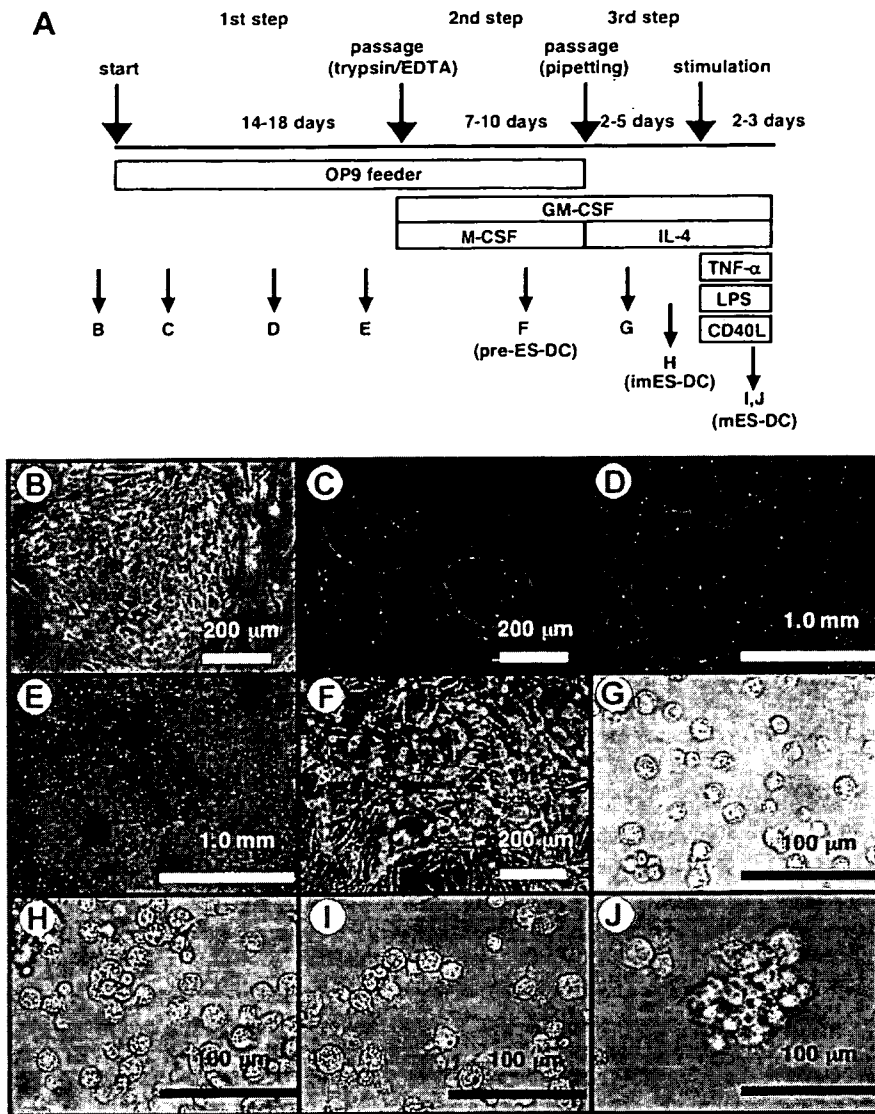 A
1st step 2nd step 3rd step
start
passage
(trypsin/EDTA)
passage
(pipetting)
stimulation
14-18 days 7-10 days 2-5 days 2-3 days
OP9 feeder
GM-CSF
M-CSF IL-4
TNF-α
LPS
CD40L
B C D E F
(pre-ES-DC)
G
H
(imES-DC)
I,J
(mES-DC)
B
200 μm
C
200 μm
D
1.0 mm
E
1.0 mm
F
200 μm
G
100 μm
H
100 μm
I
100 μm
J
100 μm